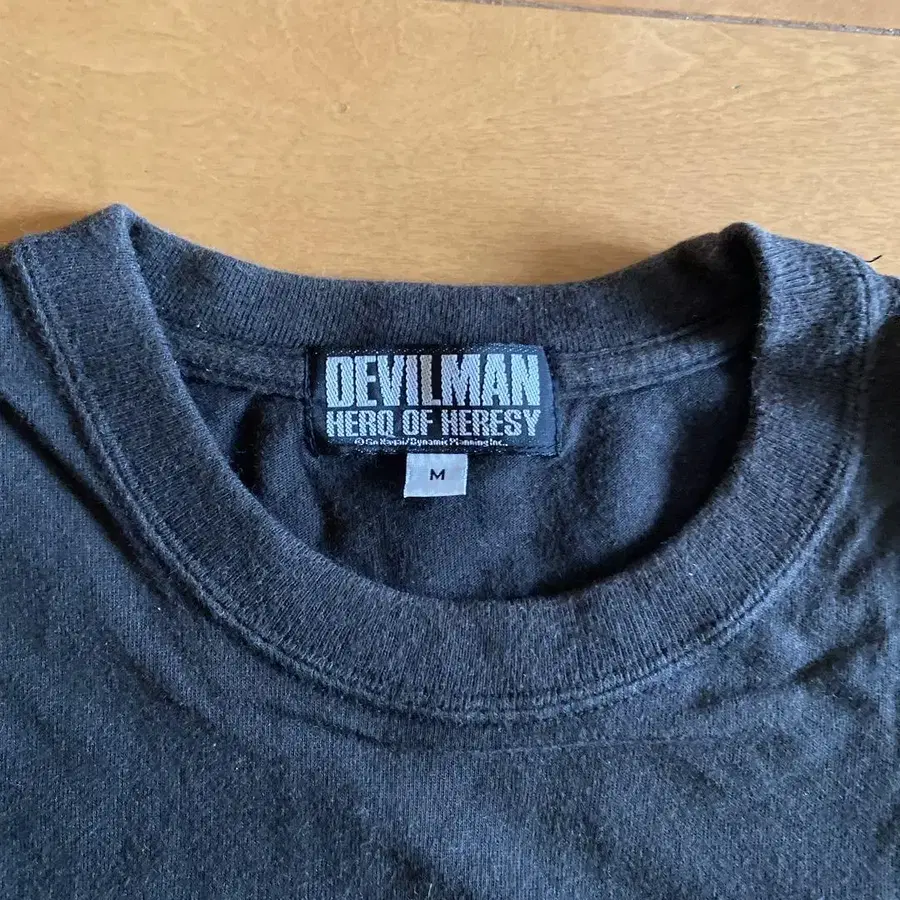 DEVILMAN
HERO OF HERESY
© Go Nagai/Dynamic Planning Inc.
M